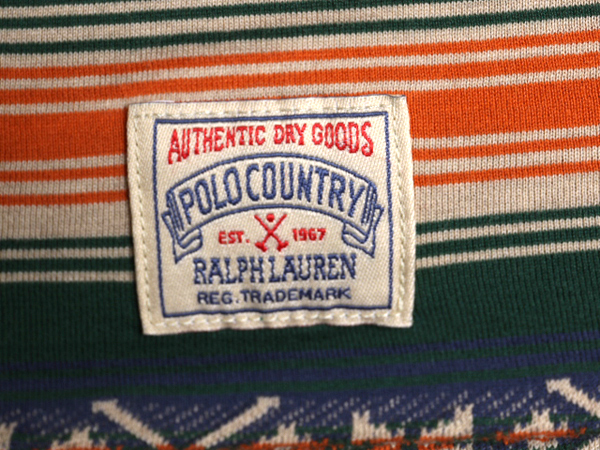 AUTHENTIC DRY GOODS
POLO COUNTRY
EST. 1967
RALPH LAUREN
REG. TRADEMARK